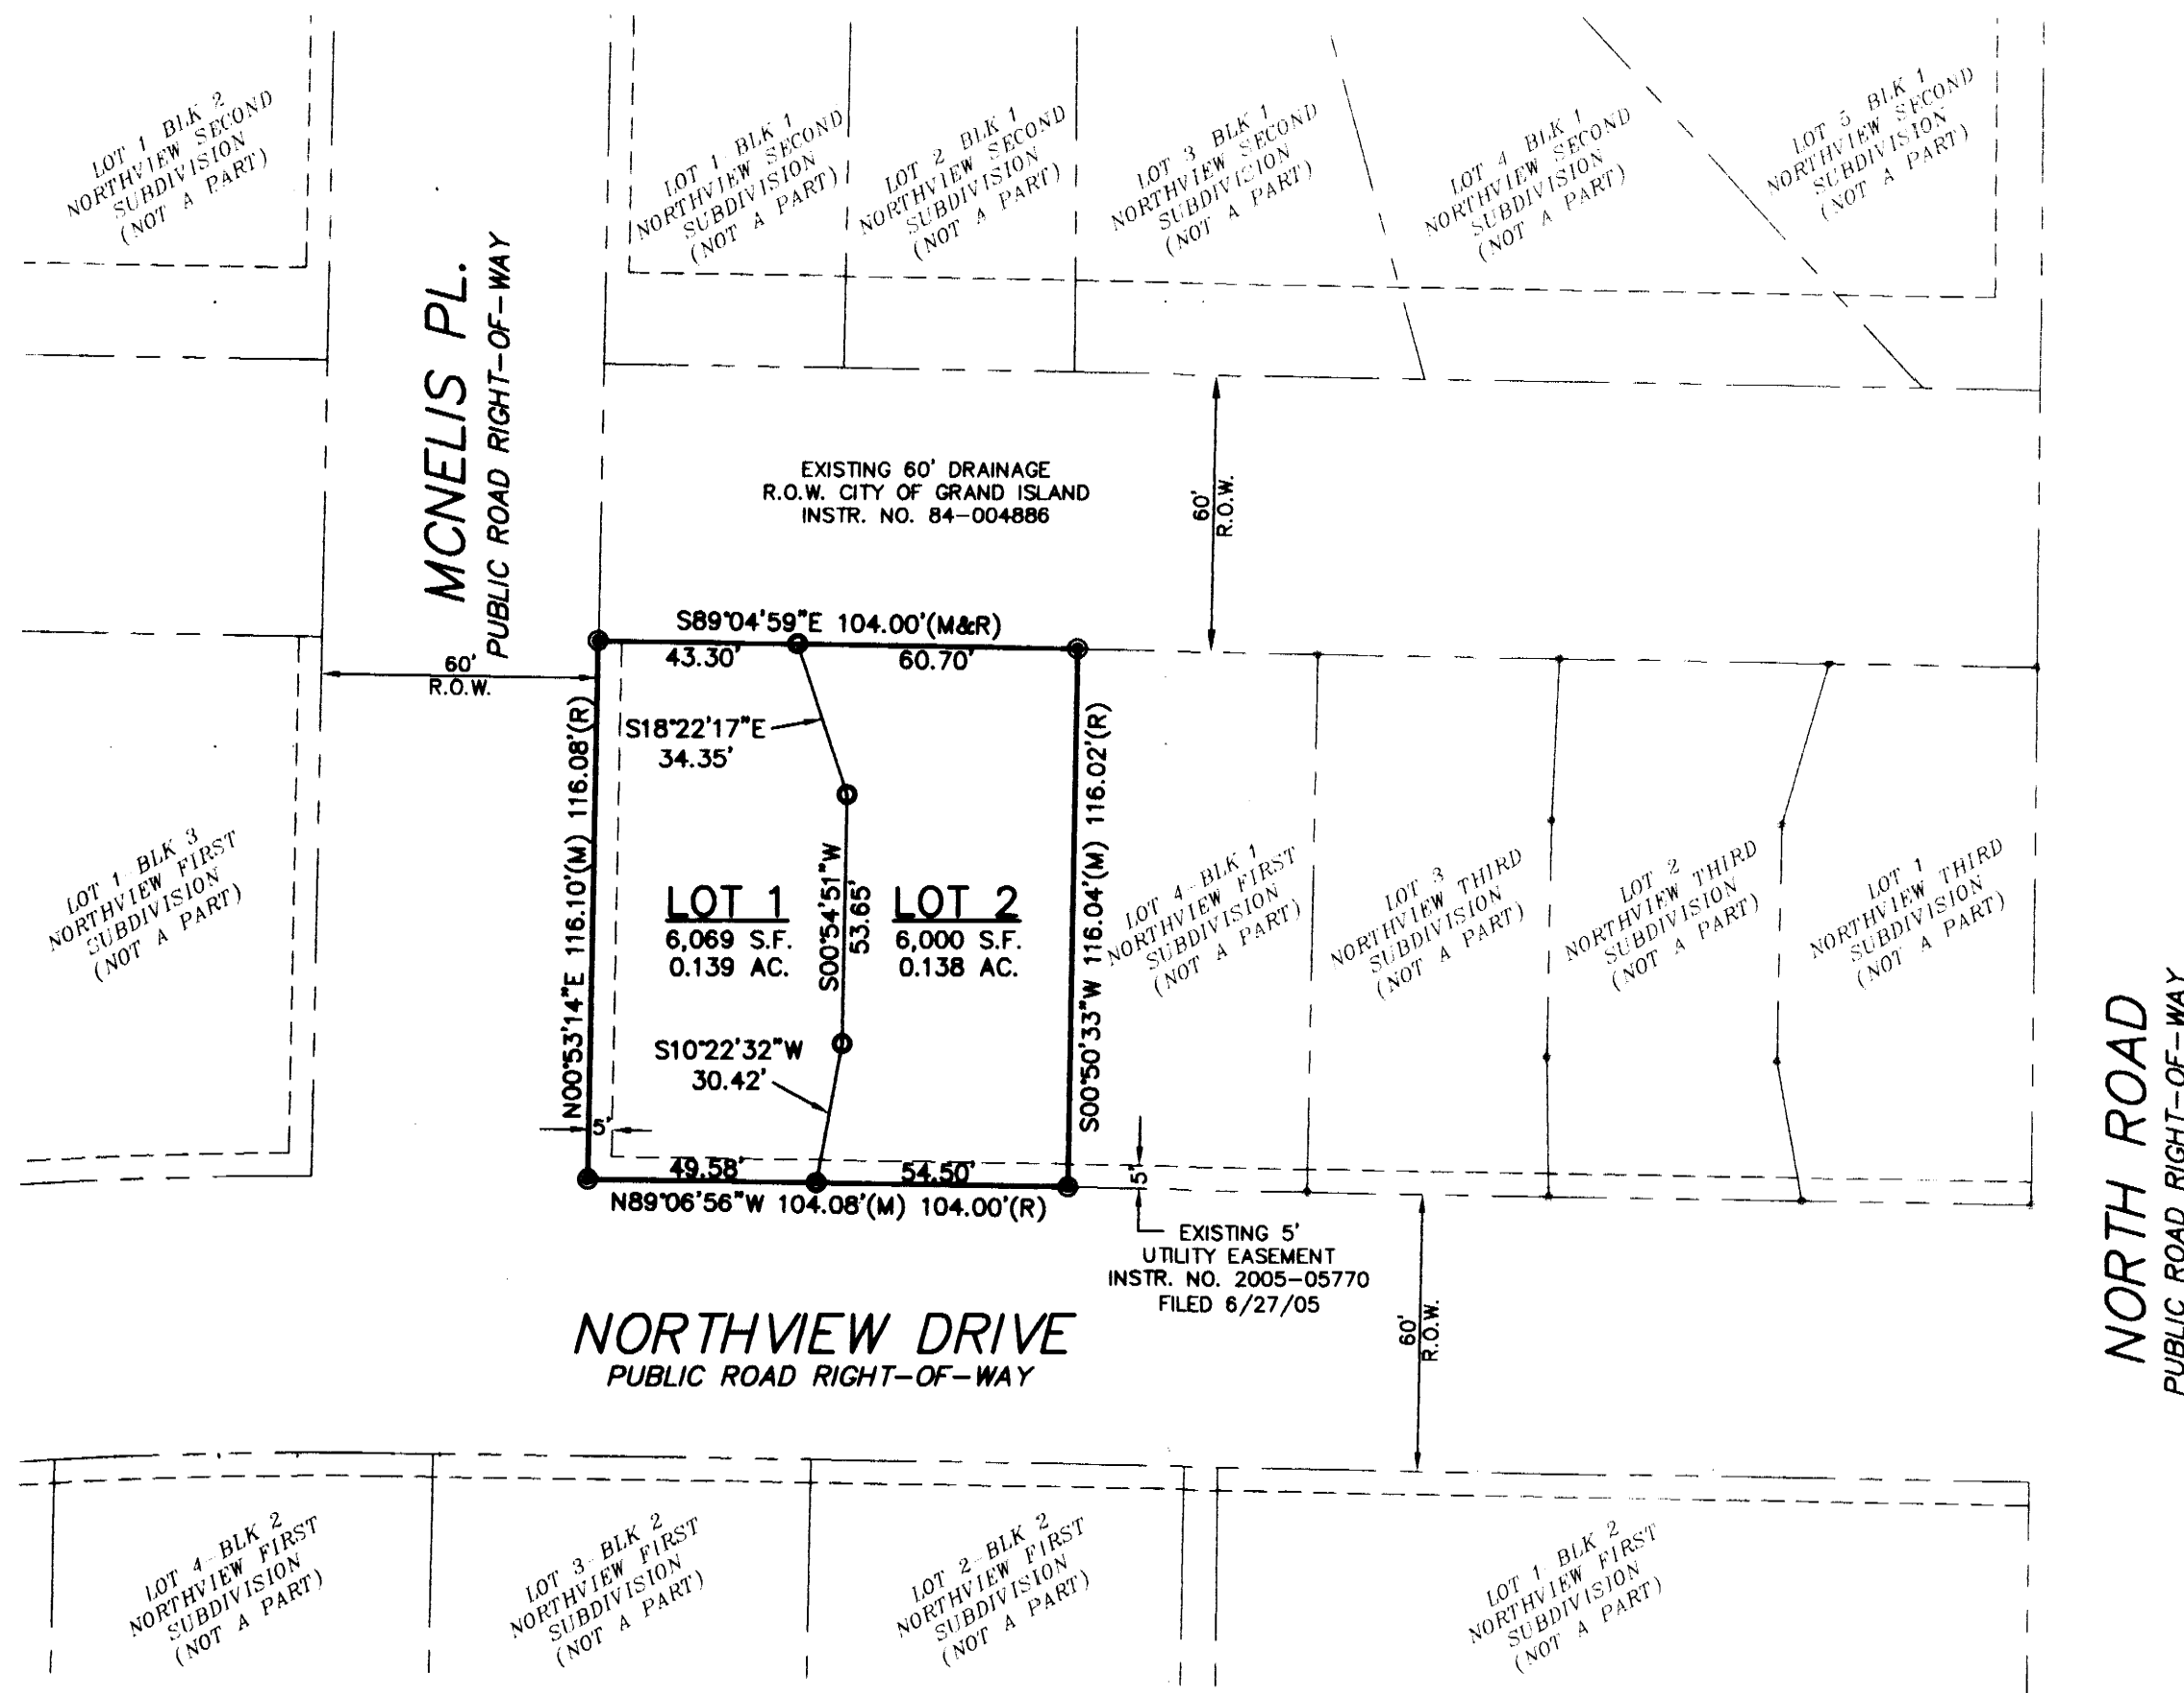 LOT 1 BLK 2
NORTHVIEW SECOND
SUBDIVISION
(NOT A PART)
LOT 1 BLK 1
NORTHVIEW SECOND
SUBDIVISION
(NOT A PART)
LOT 2 BLK 1
NORTHVIEW SECOND
SUBDIVISION
(NOT A PART)
LOT 3 BLK 1
NORTHVIEW SECOND
SUBDIVISION
(NOT A PART)
LOT 4 BLK 1
NORTHVIEW SECOND
SUBDIVISION
(NOT A PART)
LOT 5 BLK 1
NORTHVIEW SECOND
SUBDIVISION
(NOT A PART)
MCNELIS PL.
PUBLIC ROAD RIGHT-OF-WAY
EXISTING 60' DRAINAGE
R.O.W. CITY OF GRAND ISLAND
INSTR. NO. 84-004886
60'
R.O.W.
S89°04'59"E 104.00'(M&R)
43.30'
60.70'
60'
R.O.W.
S18°22'17"E
34.35'
N00°53'14"E 116.10'(M) 116.08'(R)
S00°54'51"W
53.65'
S00°50'33"W 116.04'(M) 116.02'(R)
LOT 1
6,069 S.F.
0.139 AC.
LOT 2
6,000 S.F.
0.138 AC.
S10°22'32"W
30.42'
5'
49.58'
54.50'
N89°06'56"W 104.08'(M) 104.00'(R)
5'
EXISTING 5'
UTILITY EASEMENT
INSTR. NO. 2005-05770
FILED 6/27/05
LOT 1 BLK 3
NORTHVIEW FIRST
SUBDIVISION
(NOT A PART)
LOT 4-BLK 1
NORTHVIEW FIRST
SUBDIVISION
(NOT A PART)
LOT 3
NORTHVIEW THIRD
SUBDIVISION
(NOT A PART)
LOT 2
NORTHVIEW THIRD
SUBDIVISION
(NOT A PART)
LOT 1
NORTHVIEW THIRD
SUBDIVISION
(NOT A PART)
NORTH ROAD
PUBLIC ROAD RIGHT-OF-WAY
NORTHVIEW DRIVE
PUBLIC ROAD RIGHT-OF-WAY
60'
R.O.W.
LOT 4-BLK 2
NORTHVIEW FIRST
SUBDIVISION
(NOT A PART)
LOT 3-BLK 2
NORTHVIEW FIRST
SUBDIVISION
(NOT A PART)
LOT 2-BLK 2
NORTHVIEW FIRST
SUBDIVISION
(NOT A PART)
LOT 1 BLK 2
NORTHVIEW FIRST
SUBDIVISION
(NOT A PART)